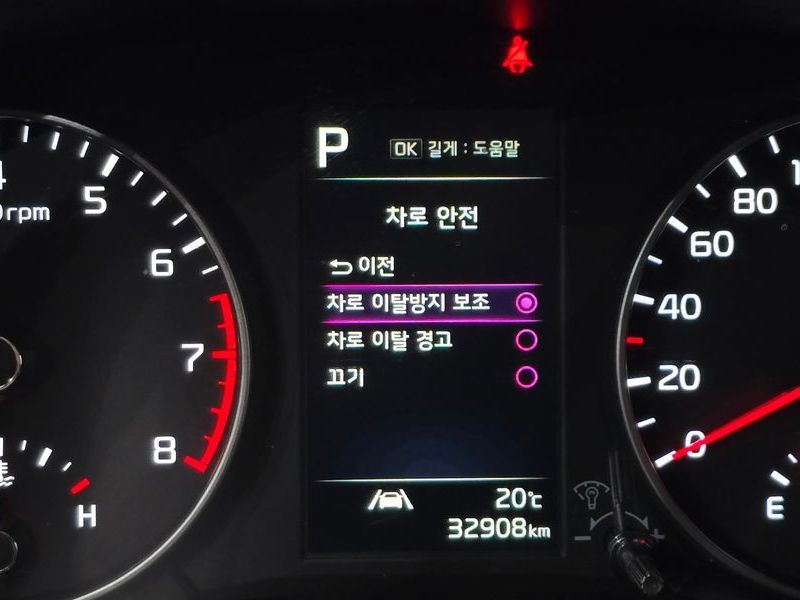 P
OK 길게 : 도움말
차로 안전
이전
차로 이탈방지 보조
차로 이탈 경고
끄기
20℃
32908km
rpm
5
6
7
8
H
80
60
40
20
0
E